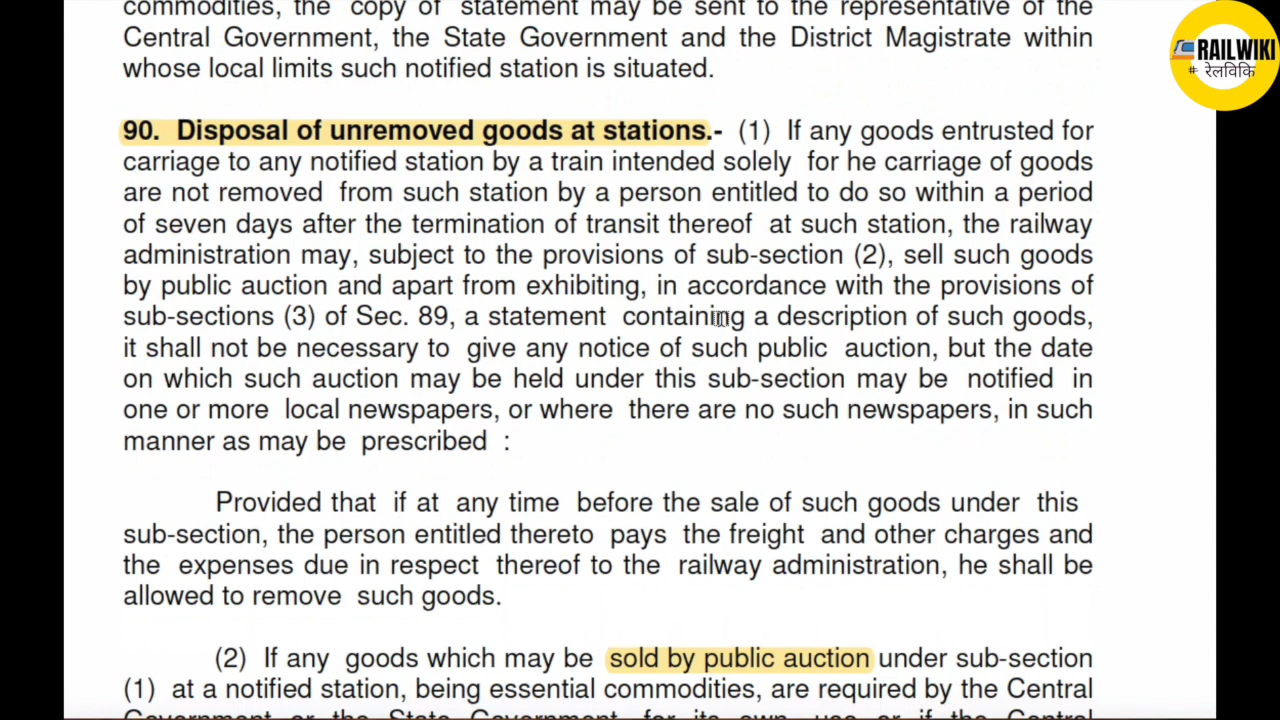 commodities, the copy of statement may be sent to the representative of the
Central Government, the State Government and the District Magistrate within
whose local limits such notified station is situated.
RAILWIKI
# रेलविकि
90. Disposal of unremoved goods at stations.- (1) If any goods entrusted for
carriage to any notified station by a train intended solely for he carriage of goods
are not removed from such station by a person entitled to do so within a period
of seven days after the termination of transit thereof at such station, the railway
administration may, subject to the provisions of sub-section (2), sell such goods
by public auction and apart from exhibiting, in accordance with the provisions of
sub-sections (3) of Sec. 89, a statement containing a description of such goods,
it shall not be necessary to give any notice of such public auction, but the date
on which such auction may be held under this sub-section may be notified in
one or more local newspapers, or where there are no such newspapers, in such
manner as may be prescribed :
Provided that if at any time before the sale of such goods under this
sub-section, the person entitled thereto pays the freight and other charges and
the expenses due in respect thereof to the railway administration, he shall be
allowed to remove such goods.
(2) If any goods which may be sold by public auction under sub-section
(1) at a notified station, being essential commodities, are required by the Central
Government or the State Government for its own use or if the Central